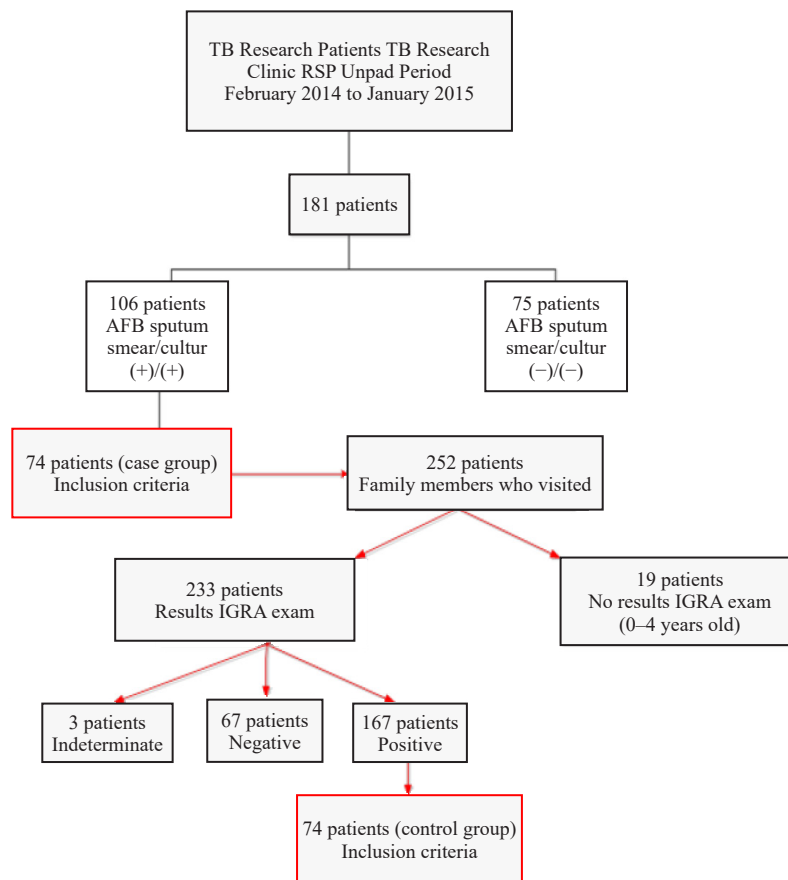 TB Research Patients TB Research
Clinic RSP Unpad Period
February 2014 to January 2015
181 patients
106 patients
AFB sputum
smear/cultur
(+)/(+)
75 patients
AFB sputum
smear/cultur
(−)/(−)
74 patients (case group)
Inclusion criteria
252 patients
Family members who visited
233 patients
Results IGRA exam
19 patients
No results IGRA exam
(0–4 years old)
3 patients
Indeterminate
67 patients
Negative
167 patients
Positive
74 patients (control group)
Inclusion criteria